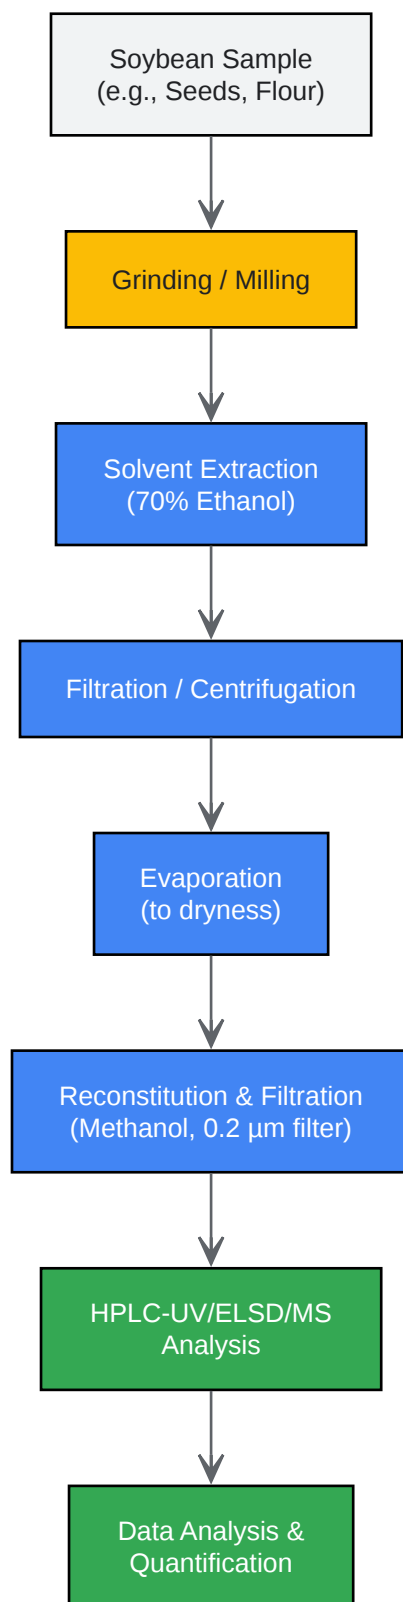 Soybean Sample
(e.g., Seeds, Flour)
Grinding / Milling
Solvent Extraction
(70% Ethanol)
Filtration / Centrifugation
Evaporation
(to dryness)
Reconstitution & Filtration
(Methanol, 0.2 µm filter)
HPLC-UV/ELSD/MS
Analysis
Data Analysis &
Quantification